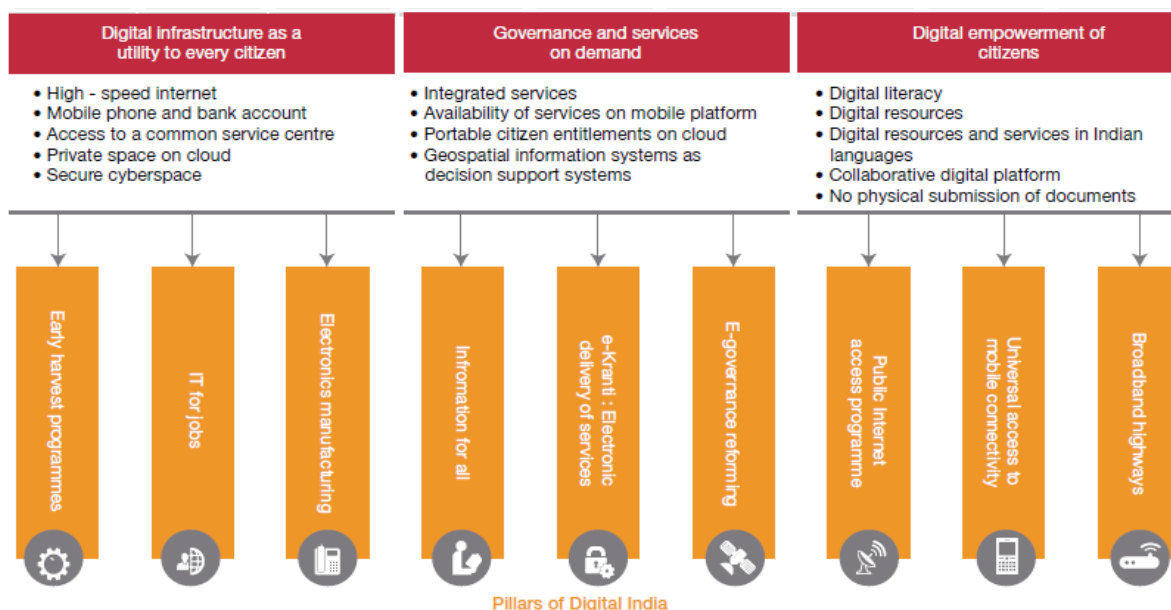 Digital infrastructure as a
utility to every citizen
• High - speed internet
• Mobile phone and bank account
• Access to a common service centre
• Private space on cloud
• Secure cyberspace
Governance and services
on demand
• Integrated services
• Availability of services on mobile platform
• Portable citizen entitlements on cloud
• Geospatial information systems as
decision support systems
Digital empowerment of
citizens
• Digital literacy
• Digital resources
• Digital resources and services in Indian
languages
• Collaborative digital platform
• No physical submission of documents
Early harvest programmes
IT for jobs
Electronics manufacturing
Infromation for all
e-Kranti : Electronic
delivery of services
E-governance reforming
Public Internet
access programme
Universal access to
mobile connectivity
Broadband highways
Pillars of Digital India